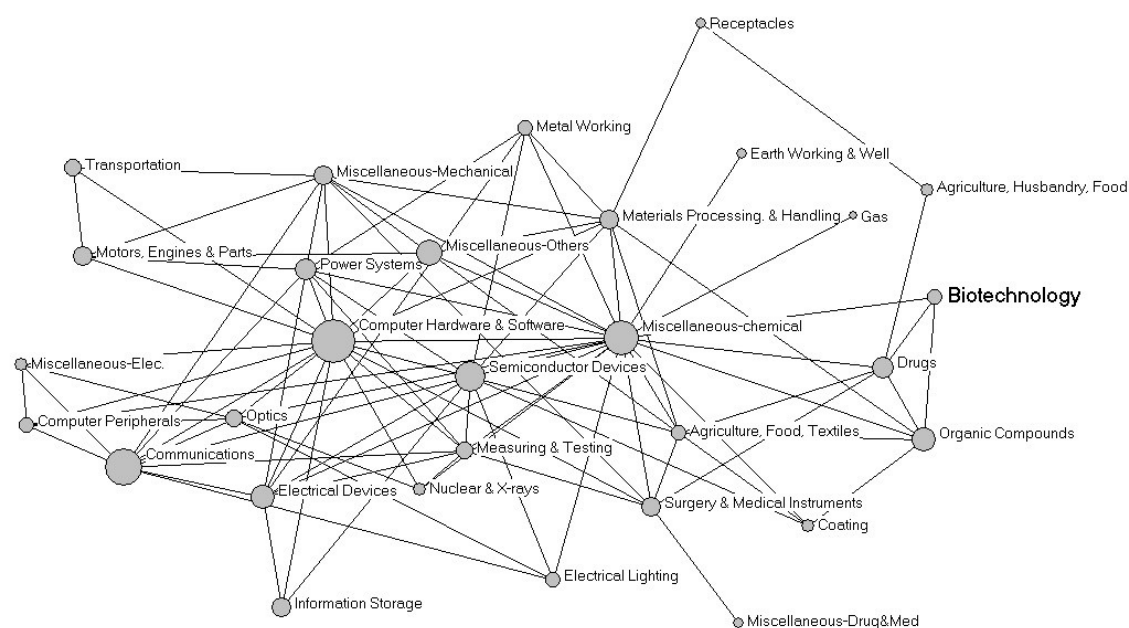 Receptacles
Metal Working
Earth Working & Well
Transportation
Miscellaneous-Mechanical
Agriculture, Husbandry, Food
Materials Processing. & Handling
Gas
Motors, Engines & Parts
Miscellaneous-Others
Power Systems
Biotechnology
Computer Hardware & Software
Miscellaneous-chemical
Miscellaneous-Elec.
Semiconductor Devices
Drugs
Computer Peripherals
Optics
Agriculture, Food, Textiles
Organic Compounds
Communications
Measuring & Testing
Electrical Devices
Nuclear & X-rays
Surgery & Medical Instruments
Coating
Electrical Lighting
Information Storage
Miscellaneous-Drug&Med